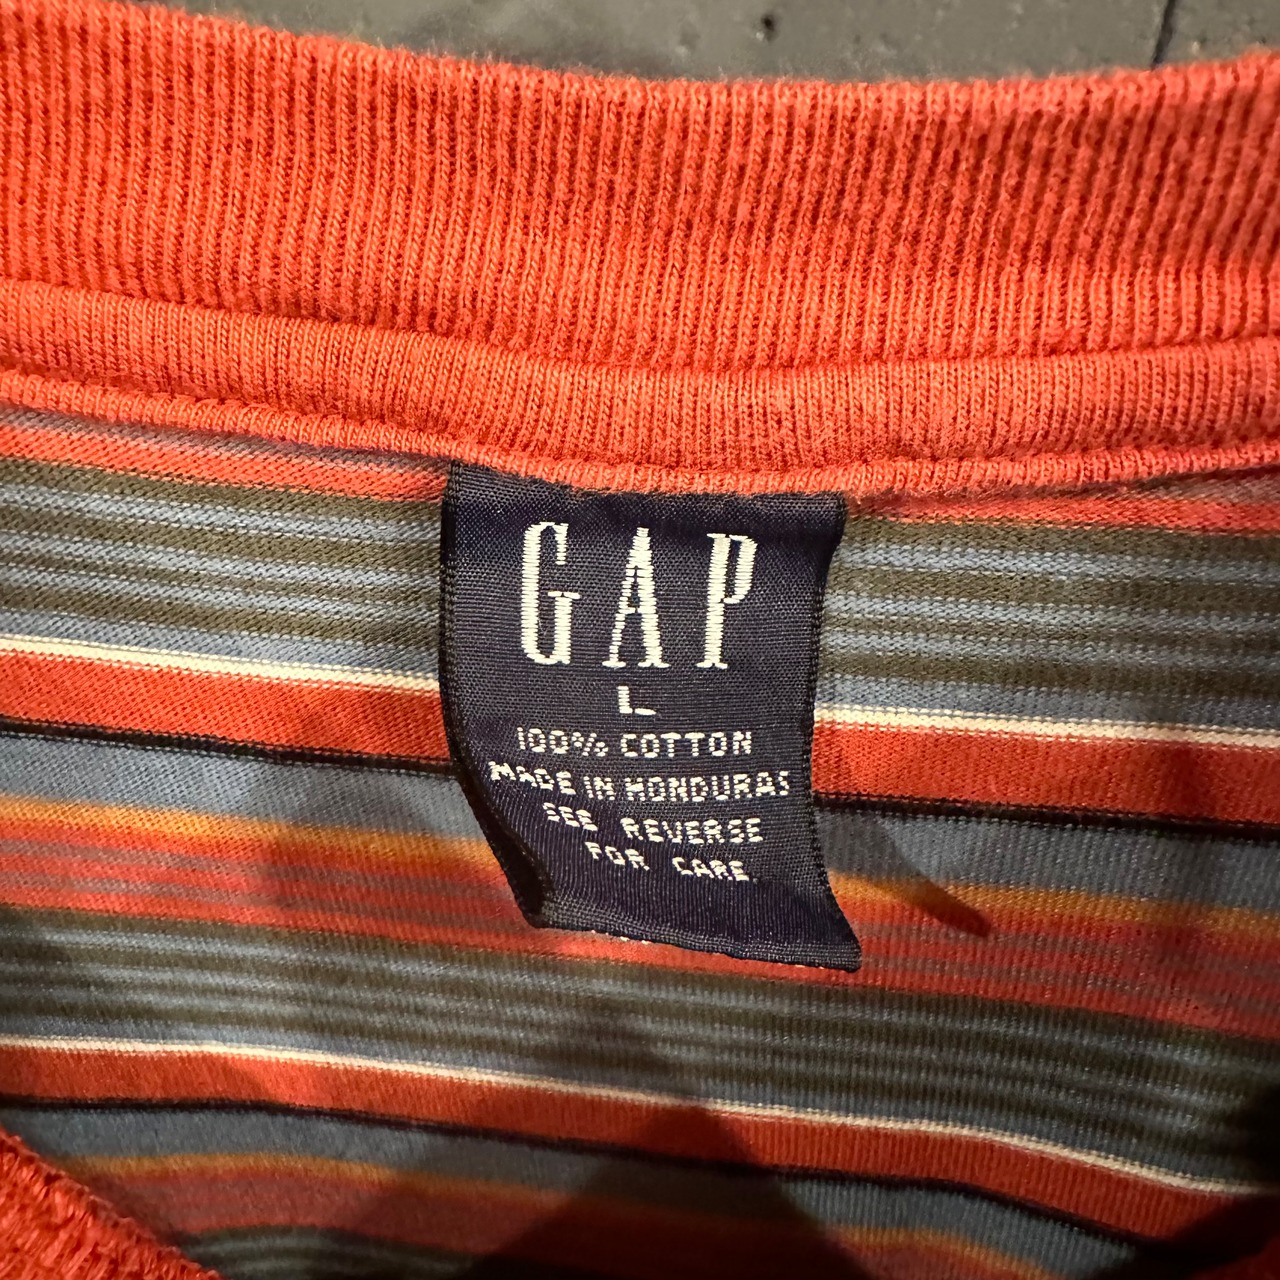 GAP
L
100% COTTON
MADE IN HONDURAS
SEE REVERSE
FOR CARE.